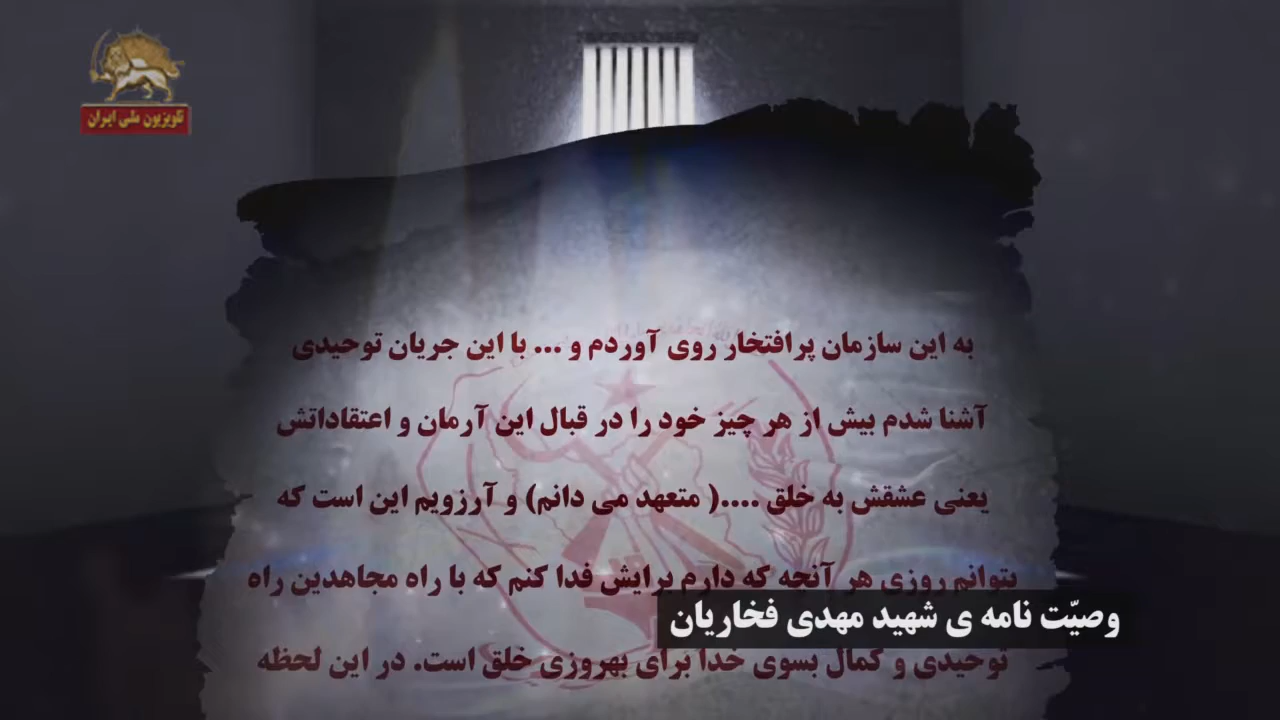 تلویزیون ملی ایران
به این سازمان پرافتخار روی آوردم و ... با این جریان توحیدی
آشنا شدم بیش از هر چیز خود را در قبال این آرمان و اعتقاداتش
یعنی عشقش به خلق ....( متعهد می دانم) و آرزویم این است که
بتوانم روزی هر آنچه که دارم برایش فدا کنم که با راه مجاهدین راه
وصیّت نامه ی شهید مهدی فخاریان
توحیدی و کمال بسوی خدا برای بهروزی خلق است. در این لحظه